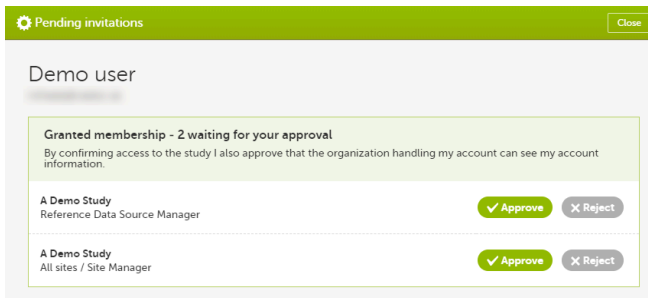 Pending invitations
Close
Demo user
Granted membership - 2 waiting for your approval
By confirming access to the study I also approve that the organization handling my account can see my account
information.
A Demo Study
Reference Data Source Manager
Approve
Reject
A Demo Study
All sites / Site Manager
Approve
Reject